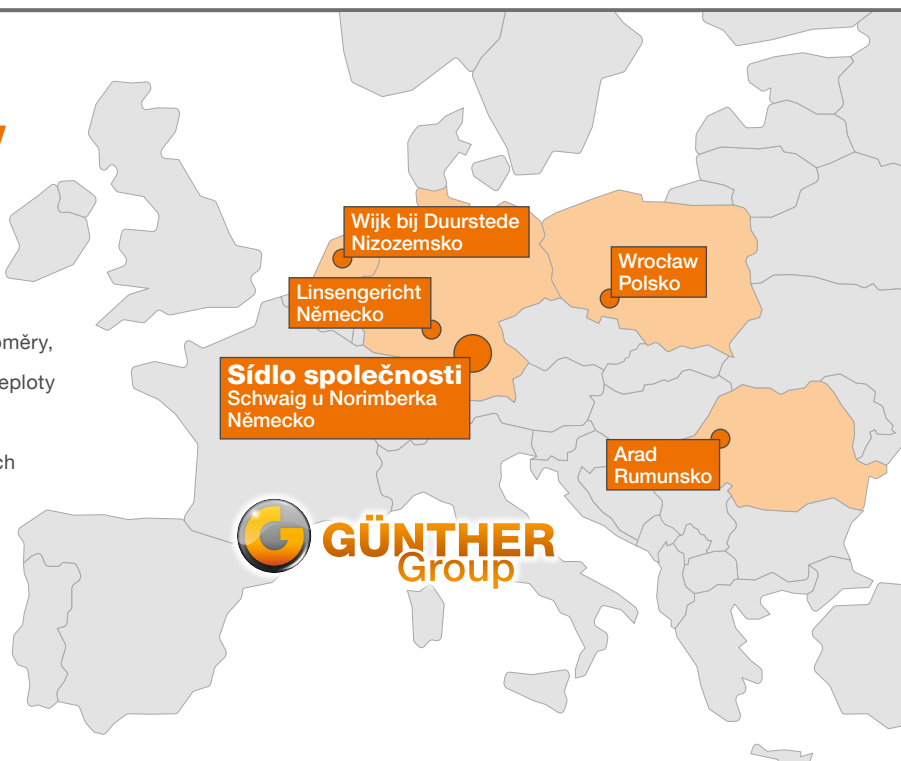 Wijk bij Duurstede
Nizozemsko
Linsengericht
Německo
Wrocław
Polsko
Sídlo společnosti
Schwaig u Norimberka
Německo
Arad
Rumunsko
GÜNTHER
Group